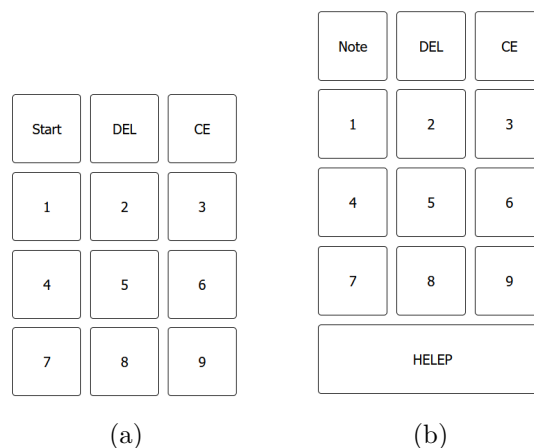 Start DEL CE
1 2 3
4 5 6
7 8 9
(a)
Note DEL CE
1 2 3
4 5 6
7 8 9
HELEP
(b)